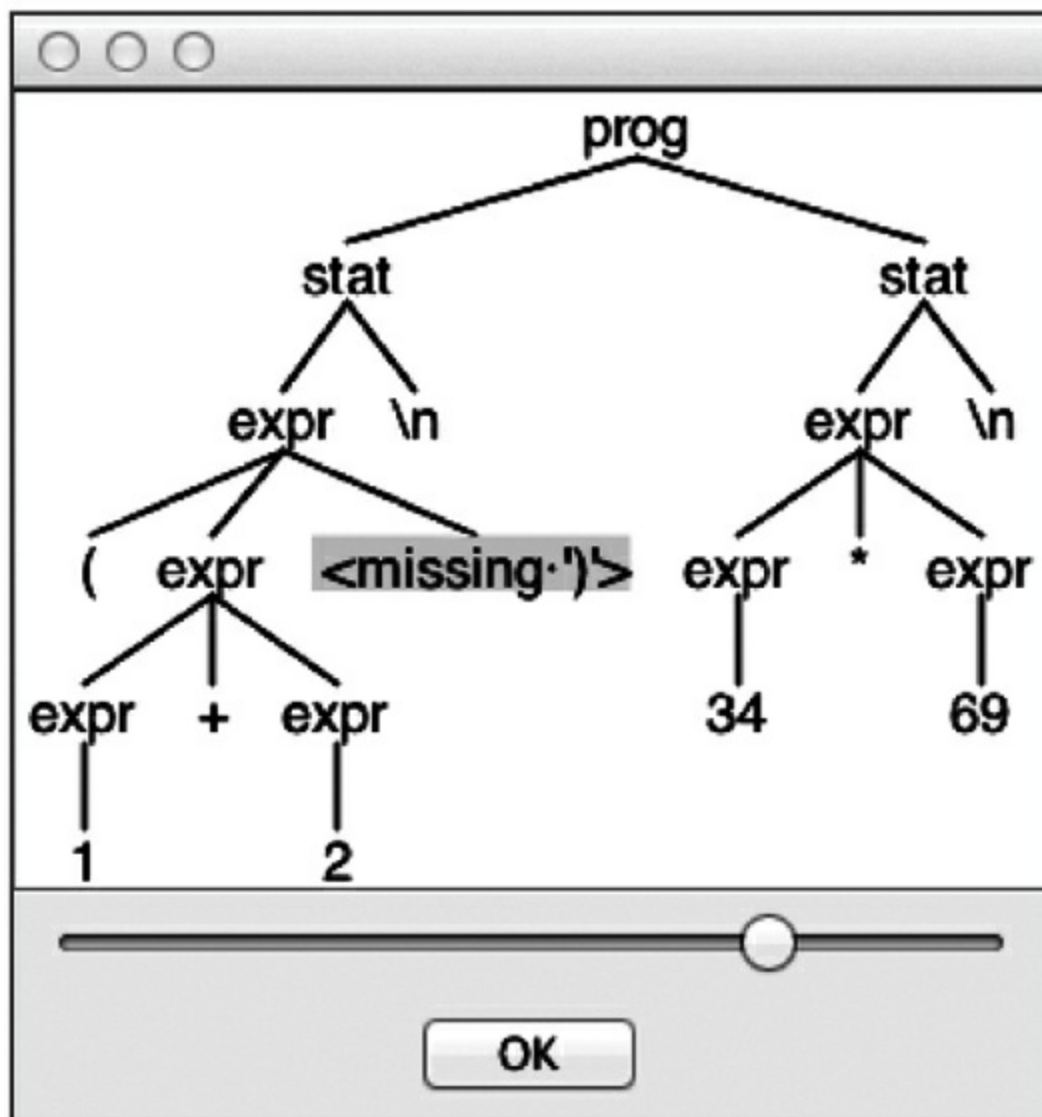 prog
stat stat
expr \n expr \n
( expr <missing·')'> expr * expr
expr + expr 34 69
1 2
OK